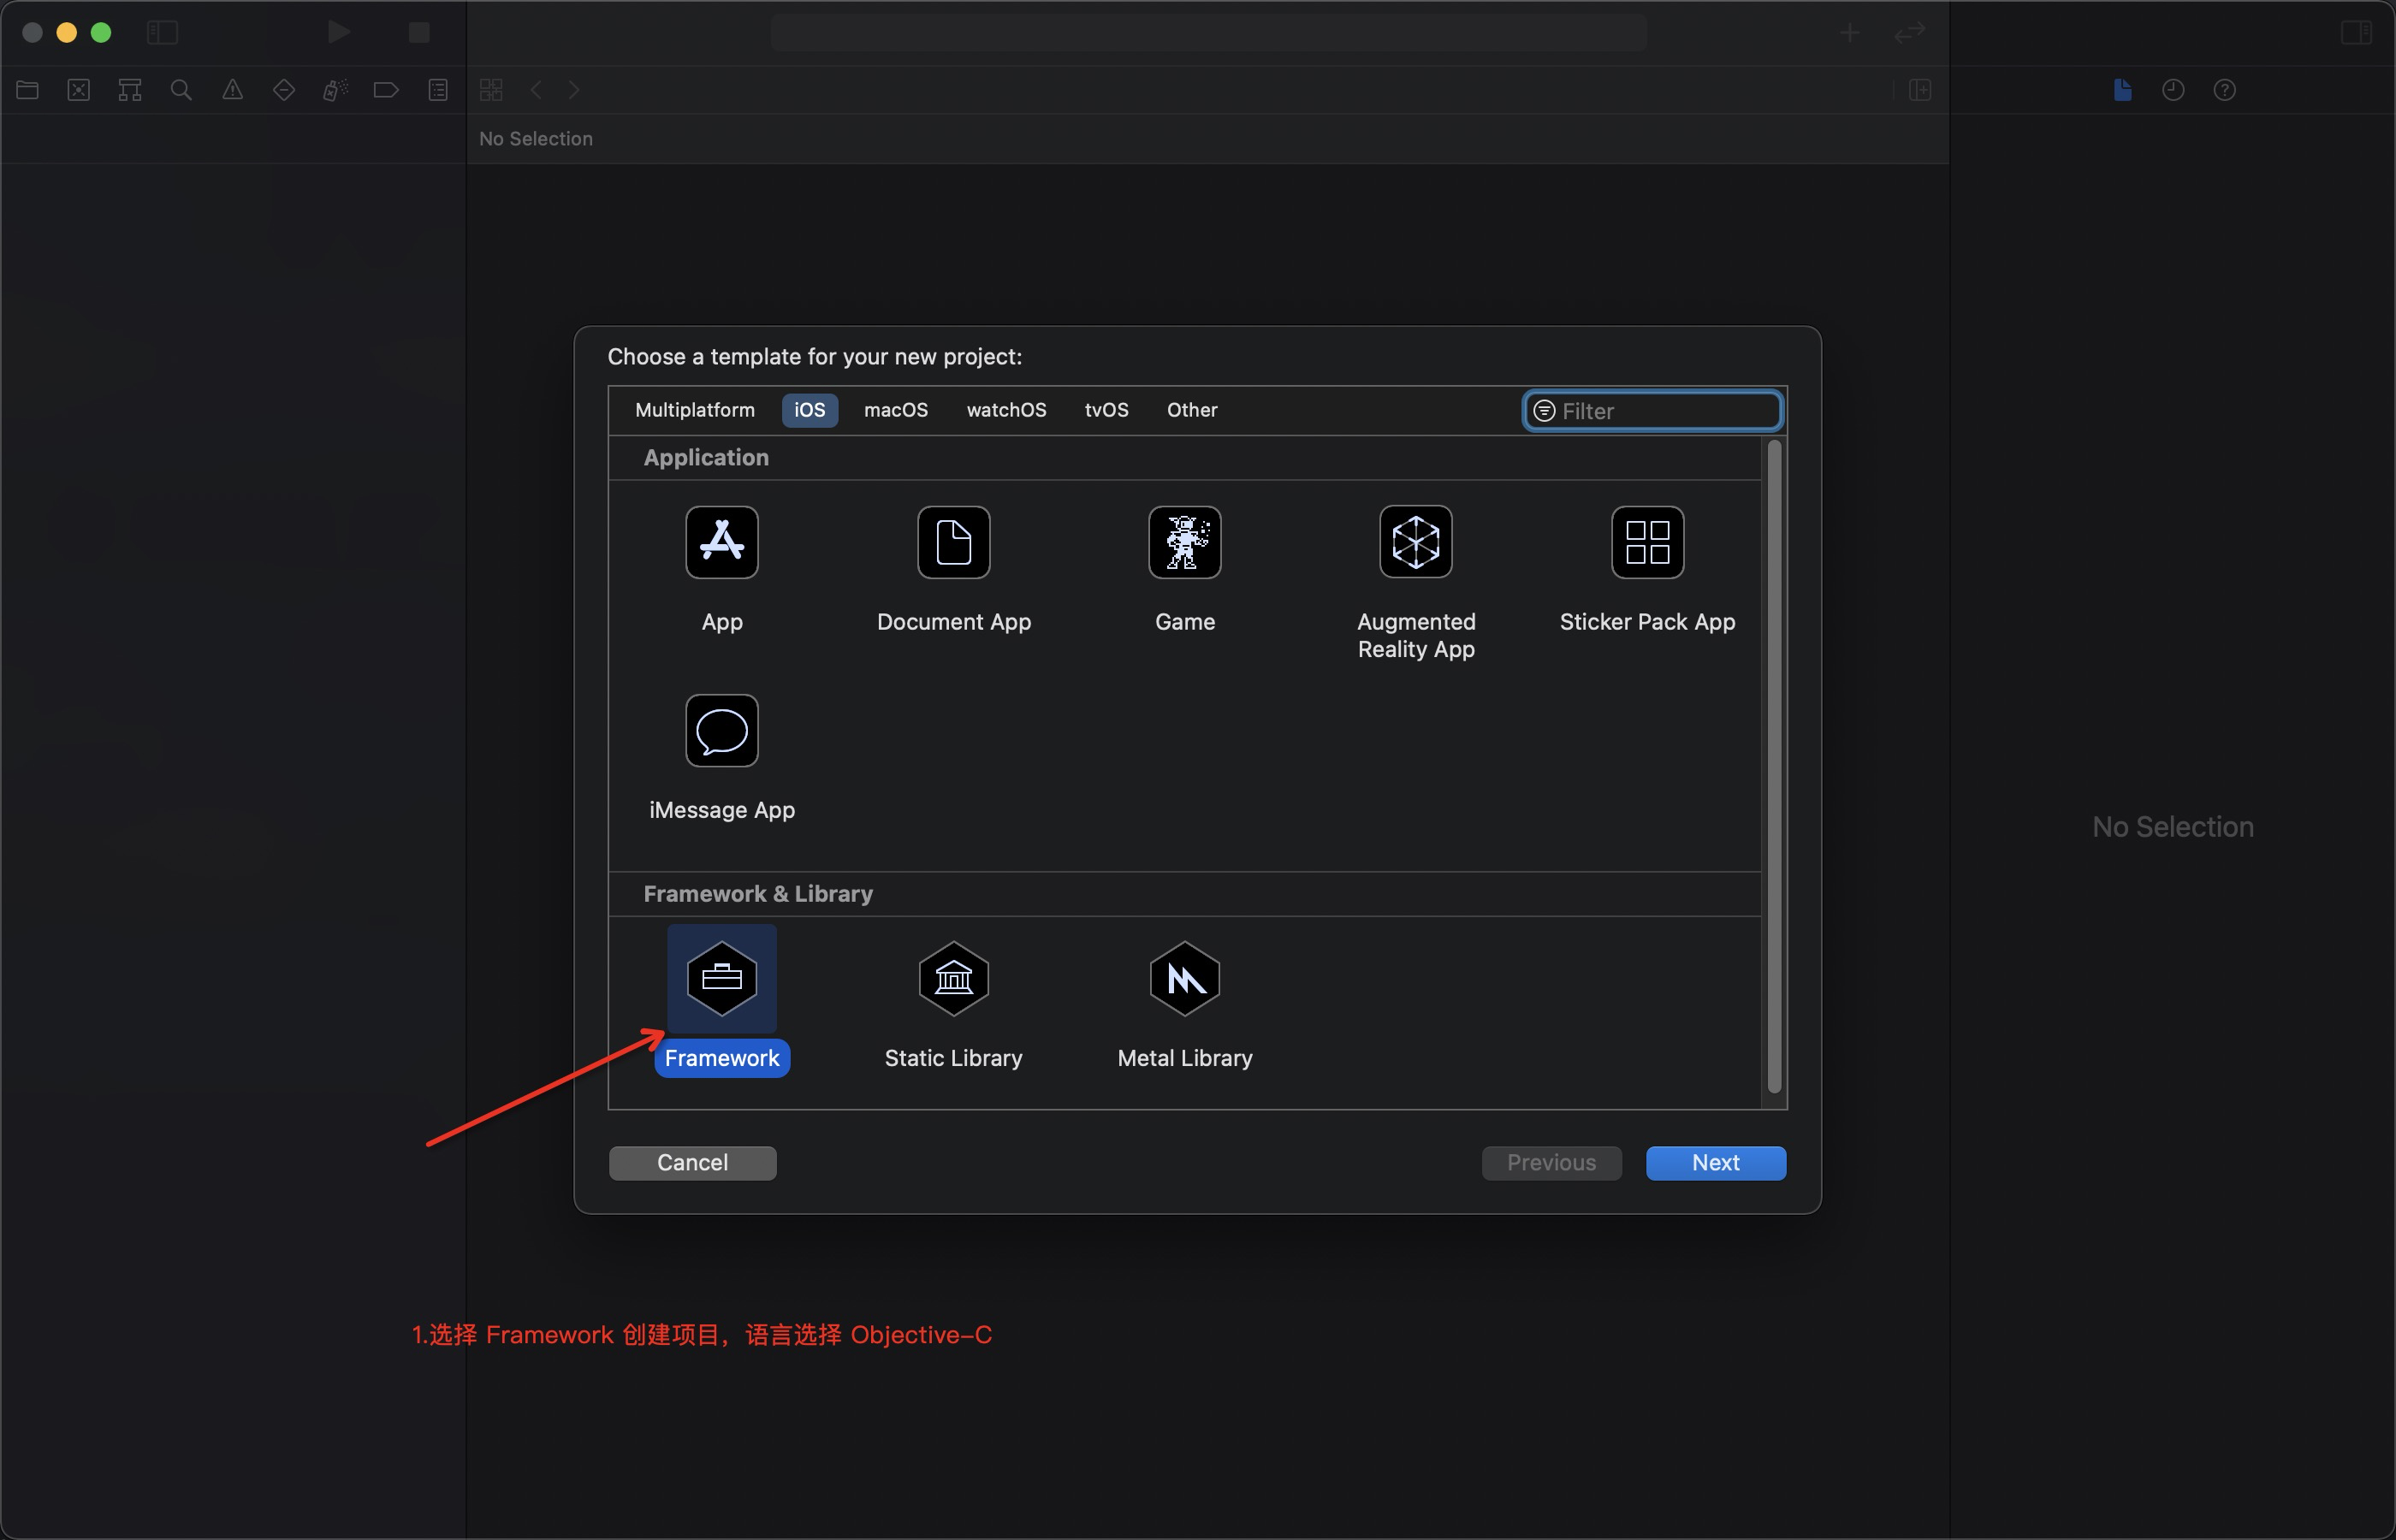 No Selection
Choose a template for your new project:
Multiplatform iOS macOS watchOS tvOS Other Filter
Application
App Document App Game Augmented Reality App Sticker Pack App
iMessage App
No Selection
Framework & Library
Framework Static Library Metal Library
Cancel Previous Next
1.选择 Framework 创建项目，语言选择 Objective-C